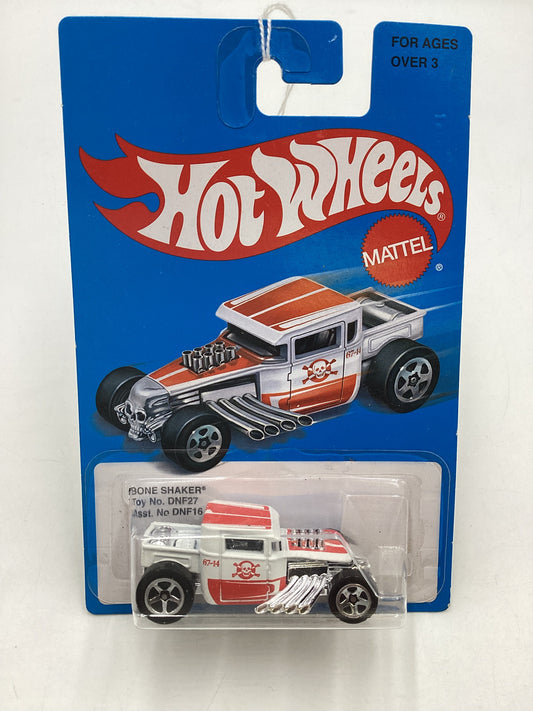 FOR AGES
OVER 3
HOT WHEELS®
MATTEL
®
67-14
BONE SHAKER®
Toy No. DNF27
Asst. No DNF16
67-14